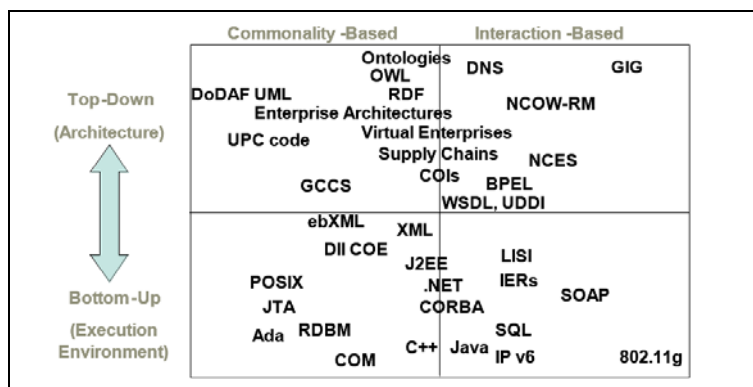 Commonality -Based
Interaction -Based
Top-Down
(Architecture)
Bottom-Up
(Execution
Environment)
Ontologies
OWL
DNS
GIG
DoDAF UML
RDF
NCOW-RM
Enterprise Architectures
UPC code
Virtual Enterprises
Supply Chains
NCES
COIs
GCCS
BPEL
WSDL, UDDI
ebXML
XML
DII COE
J2EE
LISI
POSIX
.NET
IERs
SOAP
JTA
CORBA
Ada
RDBM
SQL
COM
C++
Java
IP v6
802.11g